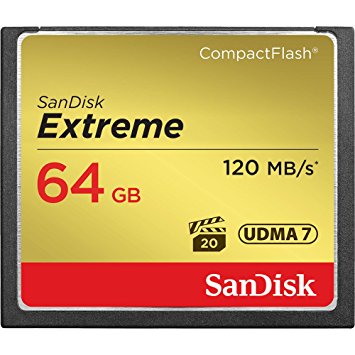 CompactFlash®
SanDisk
Extreme
64 GB
120 MB/s*
20
UDMA 7
SanDisk